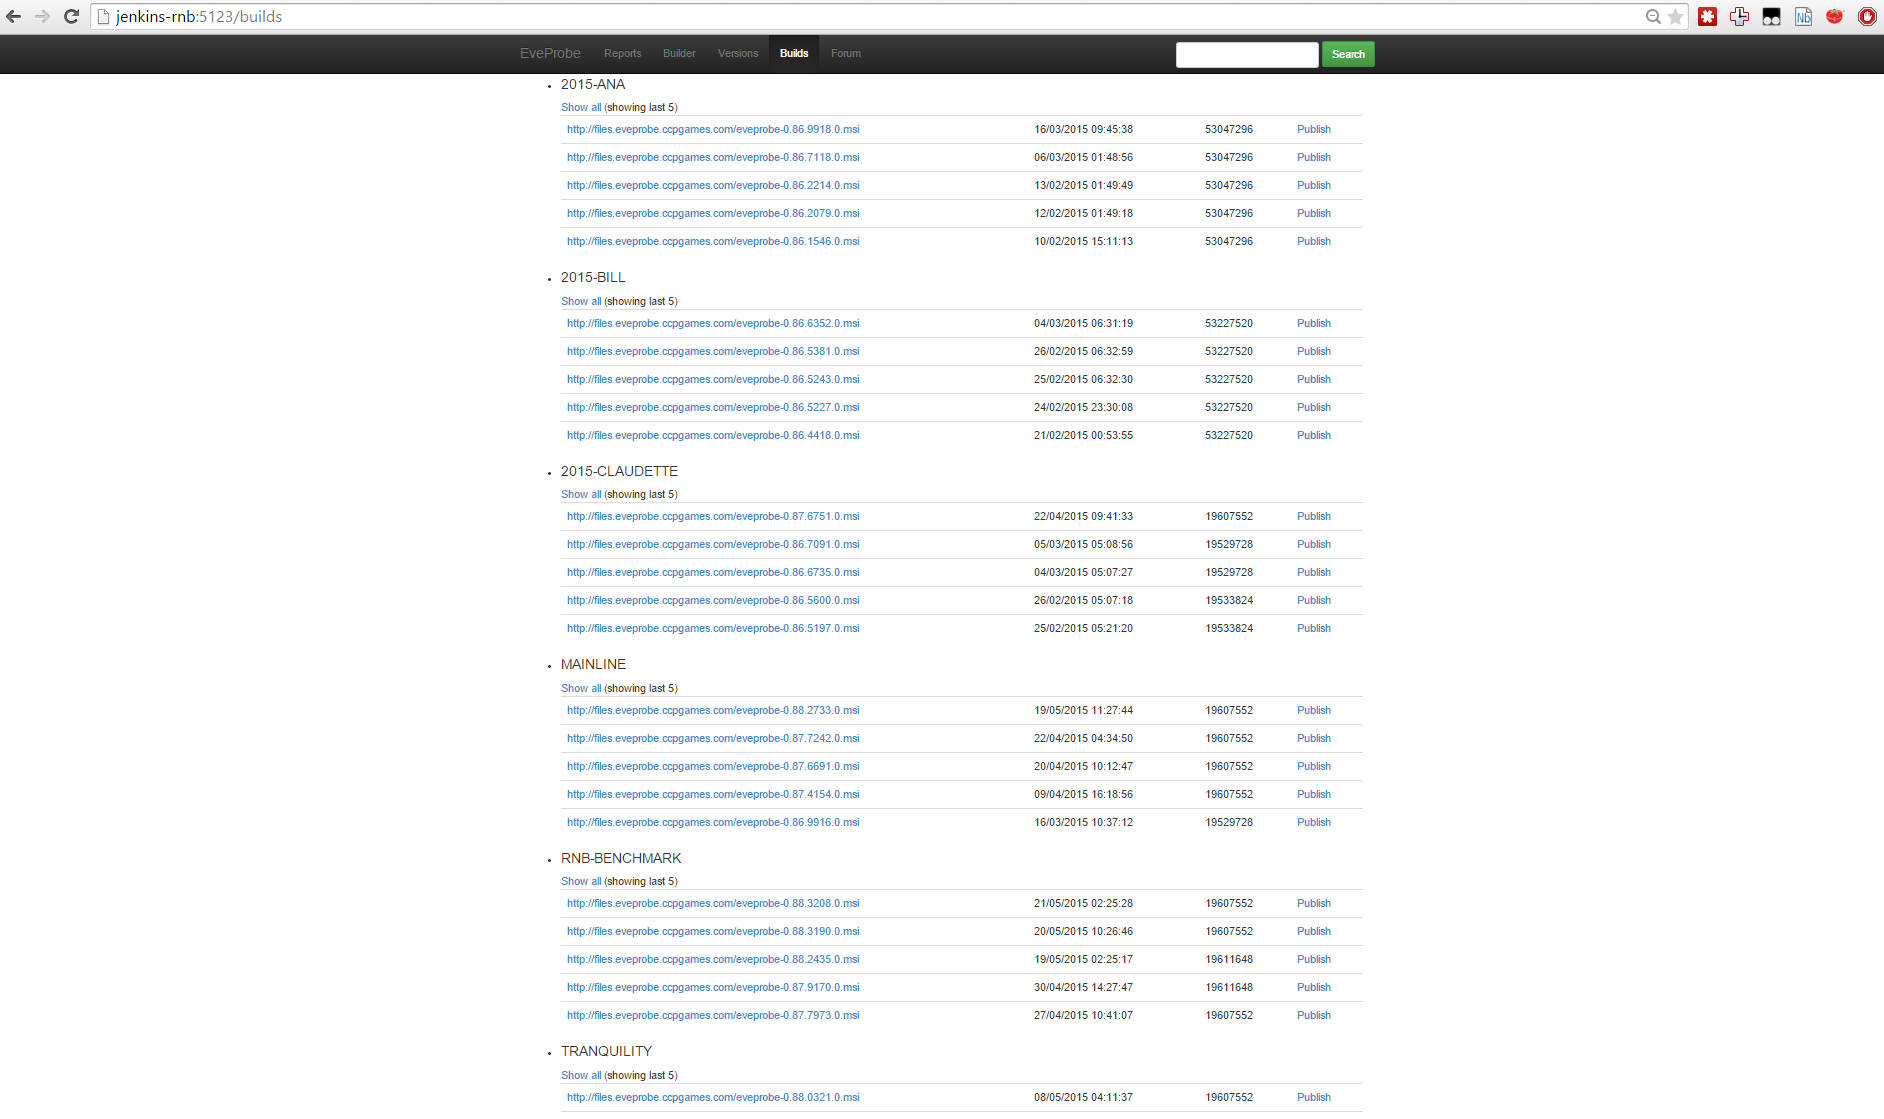 jenkins-rnb:5123/builds
EveProbe Reports Builder Versions Builds Forum Search
2015-ANA
Show all (showing last 5)
http://files.eveprobe.ccpgames.com/eveprobe-0.86.9918.0.msi 16/03/2015 09:45:38 53047296 Publish
http://files.eveprobe.ccpgames.com/eveprobe-0.86.7118.0.msi 06/03/2015 01:48:56 53047296 Publish
http://files.eveprobe.ccpgames.com/eveprobe-0.86.2214.0.msi 13/02/2015 01:49:49 53047296 Publish
http://files.eveprobe.ccpgames.com/eveprobe-0.86.2079.0.msi 12/02/2015 01:49:18 53047296 Publish
http://files.eveprobe.ccpgames.com/eveprobe-0.86.1546.0.msi 10/02/2015 15:11:13 53047296 Publish
2015-BILL
Show all (showing last 5)
http://files.eveprobe.ccpgames.com/eveprobe-0.86.6352.0.msi 04/03/2015 06:31:19 53227520 Publish
http://files.eveprobe.ccpgames.com/eveprobe-0.86.5381.0.msi 26/02/2015 06:32:59 53227520 Publish
http://files.eveprobe.ccpgames.com/eveprobe-0.86.5243.0.msi 25/02/2015 06:32:30 53227520 Publish
http://files.eveprobe.ccpgames.com/eveprobe-0.86.5227.0.msi 24/02/2015 23:30:08 53227520 Publish
http://files.eveprobe.ccpgames.com/eveprobe-0.86.4418.0.msi 21/02/2015 00:53:55 53227520 Publish
2015-CLAUDETTE
Show all (showing last 5)
http://files.eveprobe.ccpgames.com/eveprobe-0.87.6751.0.msi 22/04/2015 09:41:33 19607552 Publish
http://files.eveprobe.ccpgames.com/eveprobe-0.86.7091.0.msi 05/03/2015 05:08:56 19529728 Publish
http://files.eveprobe.ccpgames.com/eveprobe-0.86.6735.0.msi 04/03/2015 05:07:27 19529728 Publish
http://files.eveprobe.ccpgames.com/eveprobe-0.86.5600.0.msi 26/02/2015 05:07:18 19533824 Publish
http://files.eveprobe.ccpgames.com/eveprobe-0.86.5197.0.msi 25/02/2015 05:21:20 19533824 Publish
MAINLINE
Show all (showing last 5)
http://files.eveprobe.ccpgames.com/eveprobe-0.88.2733.0.msi 19/05/2015 11:27:44 19607552 Publish
http://files.eveprobe.ccpgames.com/eveprobe-0.87.7242.0.msi 22/04/2015 04:34:50 19607552 Publish
http://files.eveprobe.ccpgames.com/eveprobe-0.87.6691.0.msi 20/04/2015 10:12:47 19607552 Publish
http://files.eveprobe.ccpgames.com/eveprobe-0.87.4154.0.msi 09/04/2015 16:18:56 19607552 Publish
http://files.eveprobe.ccpgames.com/eveprobe-0.86.9916.0.msi 16/03/2015 10:37:12 19529728 Publish
RNB-BENCHMARK
Show all (showing last 5)
http://files.eveprobe.ccpgames.com/eveprobe-0.88.3208.0.msi 21/05/2015 02:25:28 19607552 Publish
http://files.eveprobe.ccpgames.com/eveprobe-0.88.3190.0.msi 20/05/2015 10:26:46 19607552 Publish
http://files.eveprobe.ccpgames.com/eveprobe-0.88.2435.0.msi 19/05/2015 02:25:17 19611648 Publish
http://files.eveprobe.ccpgames.com/eveprobe-0.87.9170.0.msi 30/04/2015 14:27:47 19611648 Publish
http://files.eveprobe.ccpgames.com/eveprobe-0.87.7973.0.msi 27/04/2015 10:41:07 19607552 Publish
TRANQUILITY
Show all (showing last 5)
http://files.eveprobe.ccpgames.com/eveprobe-0.88.0321.0.msi 08/05/2015 04:11:37 19607552 Publish